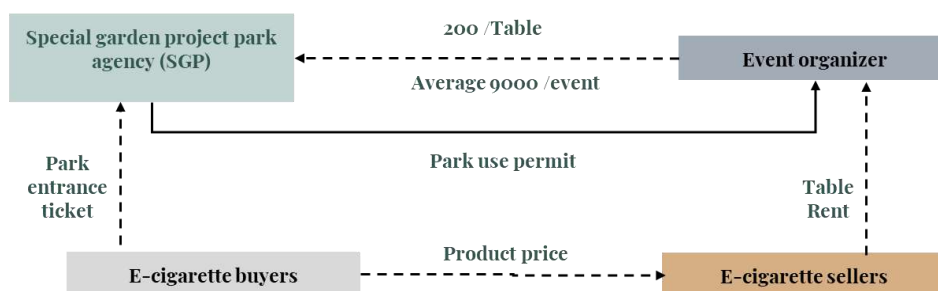 Special garden project park
agency (SGP)
200 /Table
Average 9000 /event
Event organizer
Park use permit
Park
entrance
ticket
Table
Rent
E-cigarette buyers
Product price
E-cigarette sellers